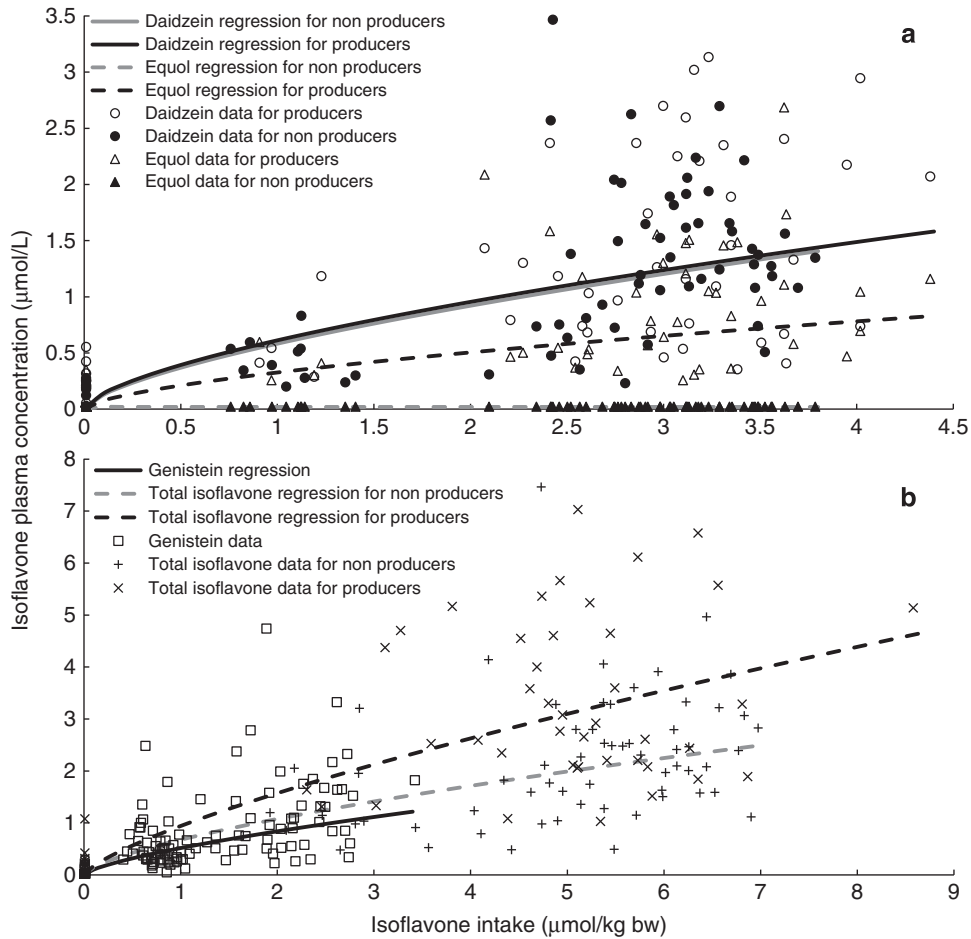 Isoflavone plasma concentration (μmol/L)
3.5
3
2.5
2
1.5
1
0.5
0
Daidzein regression for non producers
Daidzein regression for producers
Equol regression for non producers
Equol regression for producers
Daidzein data for producers
Daidzein data for non producers
Equol data for producers
Equol data for non producers
a
0 0.5 1 1.5 2 2.5 3 3.5 4 4.5
8
7
6
5
4
3
2
1
0
Genistein regression
Total isoflavone regression for non producers
Total isoflavone regression for producers
Genistein data
Total isoflavone data for non producers
Total isoflavone data for producers
b
0 1 2 3 4 5 6 7 8 9
Isoflavone intake (μmol/kg bw)